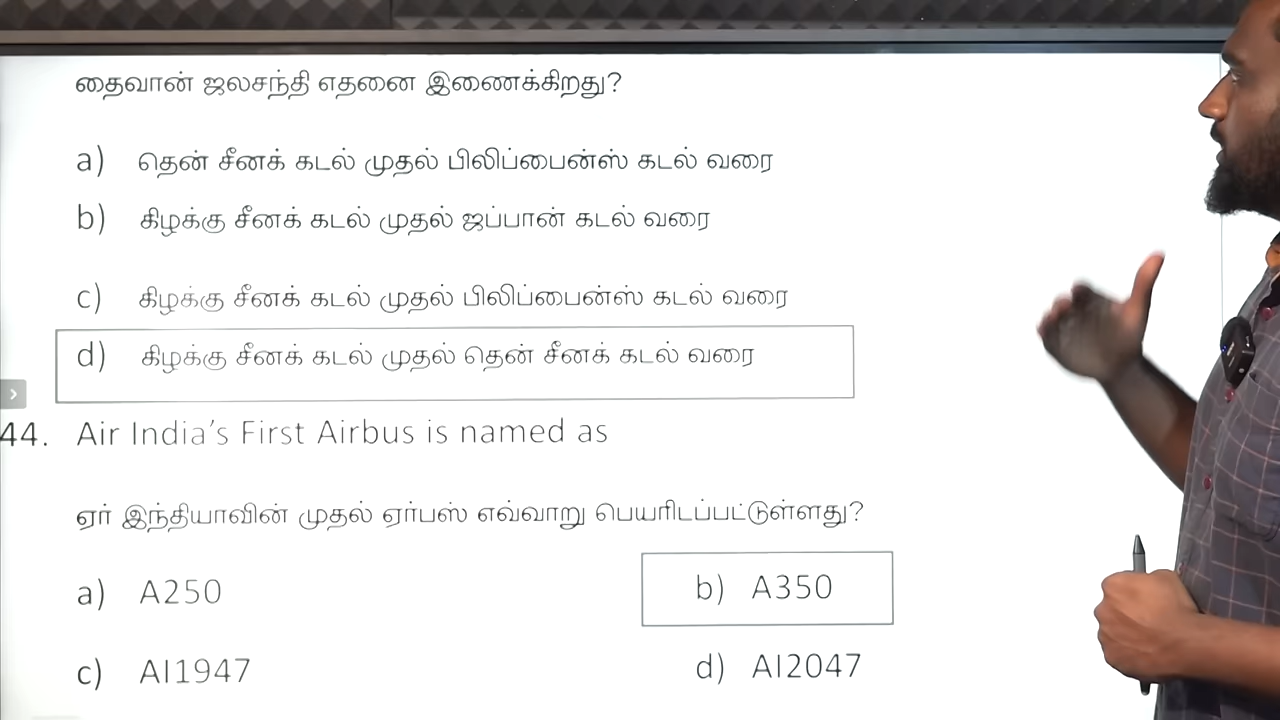 தைவான் ஜலசந்தி எதனை இணைக்கிறது?
a) தென் சீனக் கடல் முதல் பிலிப்பைன்ஸ் கடல் வரை
b) கிழக்கு சீனக் கடல் முதல் ஜப்பான் கடல் வரை
c) கிழக்கு சீனக் கடல் முதல் பிலிப்பைன்ஸ் கடல் வரை
d) கிழக்கு சீனக் கடல் முதல் தென் சீனக் கடல் வரை
44. Air India's First Airbus is named as
ஏர் இந்தியாவின் முதல் ஏர்பஸ் எவ்வாறு பெயரிடப்பட்டுள்ளது?
a) A250 b) A350
c) AI1947 d) AI2047